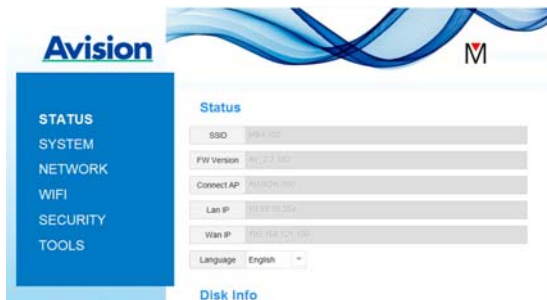 Avision
M
STATUS
SYSTEM
NETWORK
WIFI
SECURITY
TOOLS
Status
SSID
FW Version
Connect AP
Lan IP
Wan IP
Language English
Disk Info